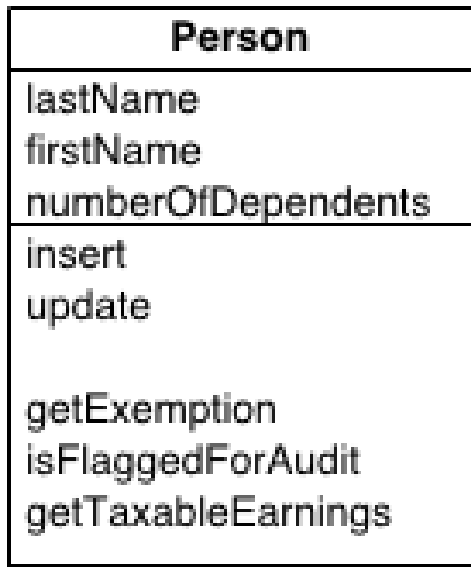 Person
lastName
firstName
numberOfDependents
insert
update
getExemption
isFlaggedForAudit
getTaxableEarnings